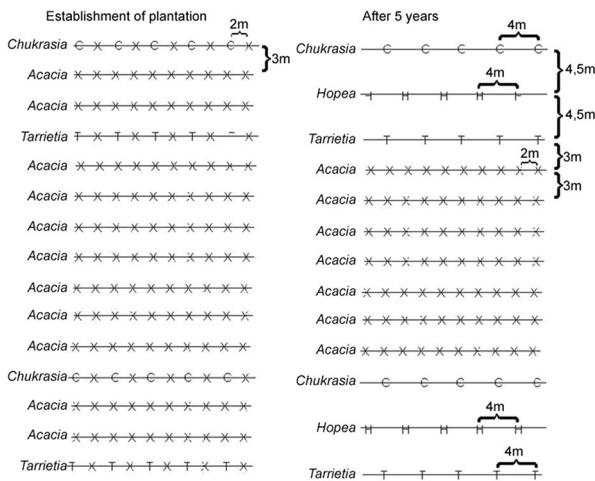 Establishment of plantation
2m
Chukrasia C X C X C X C X C X
3m
Acacia X X X X X X X X X X
Acacia X X X X X X X X X X
Tarrietia T X T X T X T X T X
Acacia X X X X X X X X X X
Acacia X X X X X X X X X X
Acacia X X X X X X X X X X
Acacia X X X X X X X X X X
Acacia X X X X X X X X X X
Acacia X X X X X X X X X X
Acacia X X X X X X X X X X
Chukrasia C X C X C X C X C X
Acacia X X X X X X X X X X
Acacia X X X X X X X X X X
Tarrietia T X T X T X T X T X
After 5 years
4m
Chukrasia C C C C C
4,5m
4m
Hopea H H H H H
4,5m
Tarrietia T T T T T
3m
2m
Acacia X X X X X X X X X X X
3m
Acacia X X X X X X X X X X X
Acacia X X X X X X X X X X X
Acacia X X X X X X X X X X X
Acacia X X X X X X X X X X X
Acacia X X X X X X X X X X X
Acacia X X X X X X X X X X X
Chukrasia C C C C C
4m
Hopea H H H H H
4m
Tarrietia T T T T T